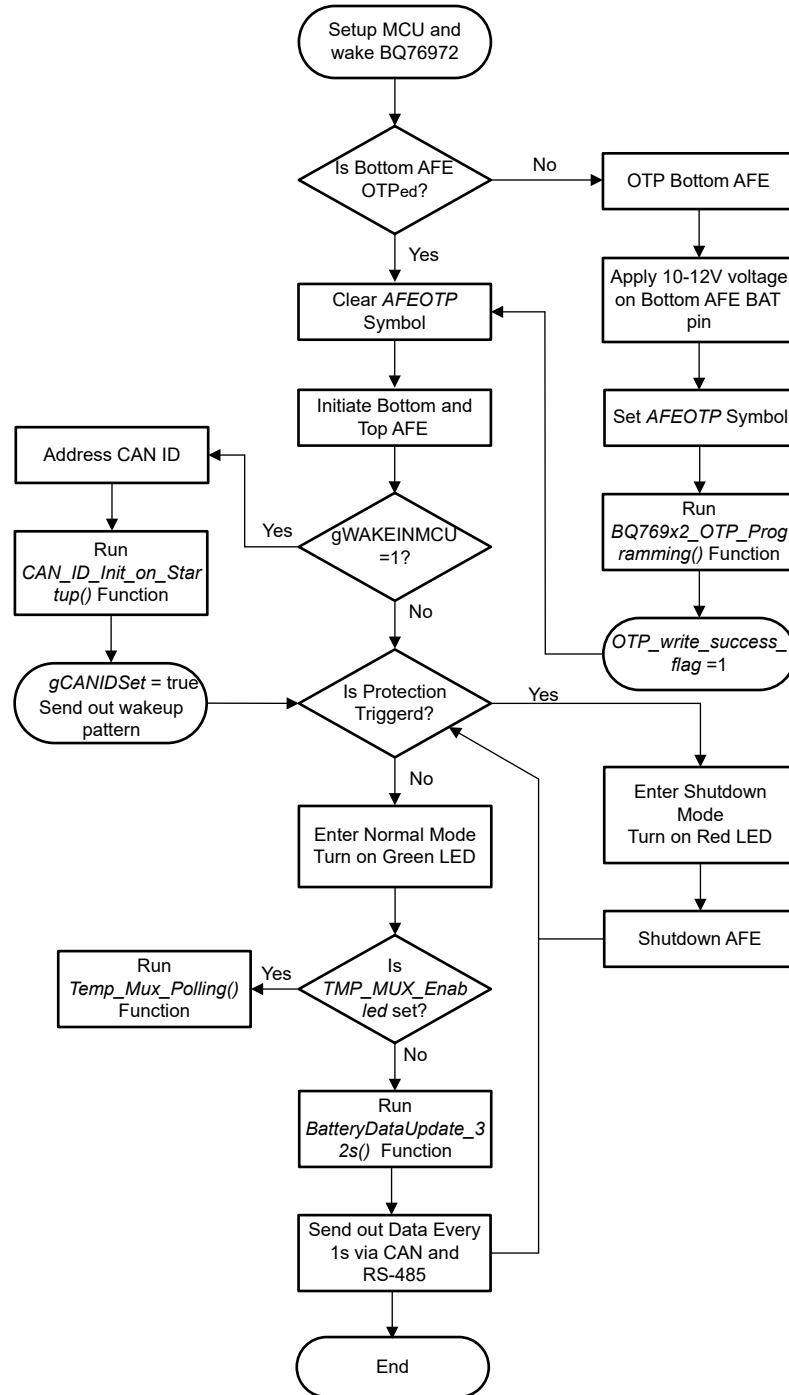 Setup MCU and
wake BQ76972
Is Bottom AFE
OTPed?
No
OTP Bottom AFE
Yes
Apply 10-12V voltage
on Bottom AFE BAT
pin
Clear AFEOTP
Symbol
Set AFEOTP Symbol
Initiate Bottom and
Top AFE
Address CAN ID
Run
BQ769x2_OTP_Prog
ramming() Function
Yes
gWAKEINMCU
=1?
Run
CAN_ID_Init_on_Star
tup() Function
No
OTP_write_success_
flag =1
gCANIDSet = true
Send out wakeup
pattern
Is Protection
Triggerd?
Yes
No
Enter Shutdown
Mode
Turn on Red LED
Enter Normal Mode
Turn on Green LED
Shutdown AFE
Run
Temp_Mux_Polling()
Function
Yes
Is
TMP_MUX_Enab
led set?
No
Run
BatteryDataUpdate_3
2s() Function
Send out Data Every
1s via CAN and
RS-485
End